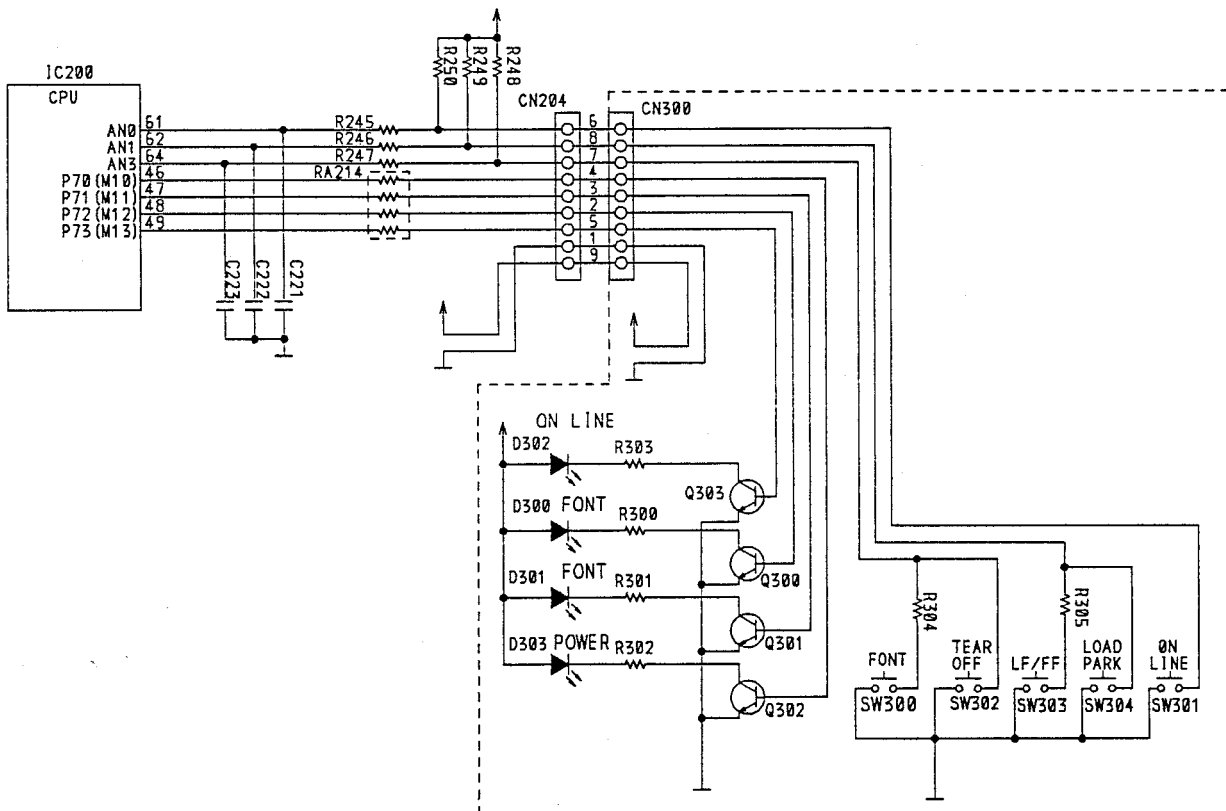 IC200
CPU
AN0 61
AN1 62
AN3 64
P70(M10) 46
P71(M11) 47
P72(M12) 48
P73(M13) 49
R245
R246
R247
RA214
R250
R249
R248
C223
C222
C221
CN204
CN300
6
8
7
4
3
2
5
1
9
ON LINE
D302
R303
Q303
D300
FONT
R300
Q300
D301
FONT
R301
Q301
D303
POWER
R302
Q302
R304
R305
FONT
SW300
TEAR
OFF
SW302
LF/FF
SW303
LOAD
PARK
SW304
ON
LINE
SW301